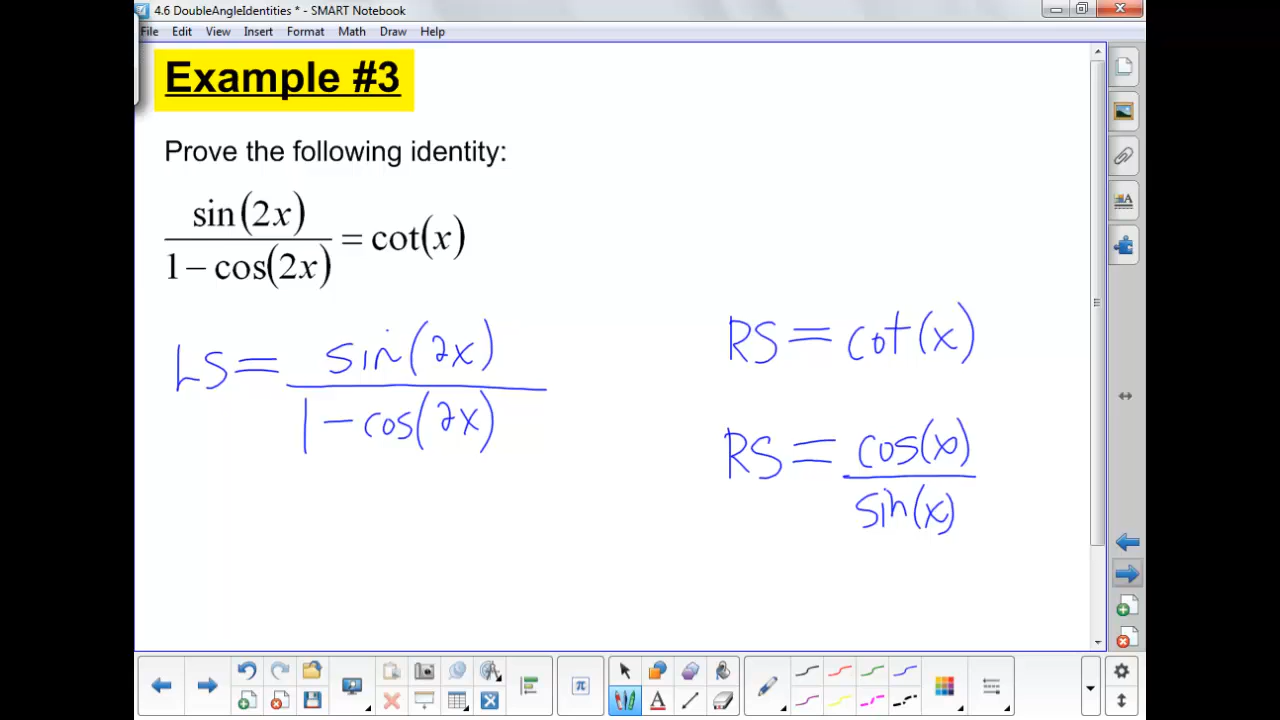 4.6 DoubleAngleIdentities * - SMART Notebook
File Edit View Insert Format Math Draw Help
Example #3
Prove the following identity:
sin(2x)
1 – cos(2x)
= cot(x)
LS = sin(2x)
1 – cos(2x)
RS = cot(x)
RS = cos(x)
sin(x)